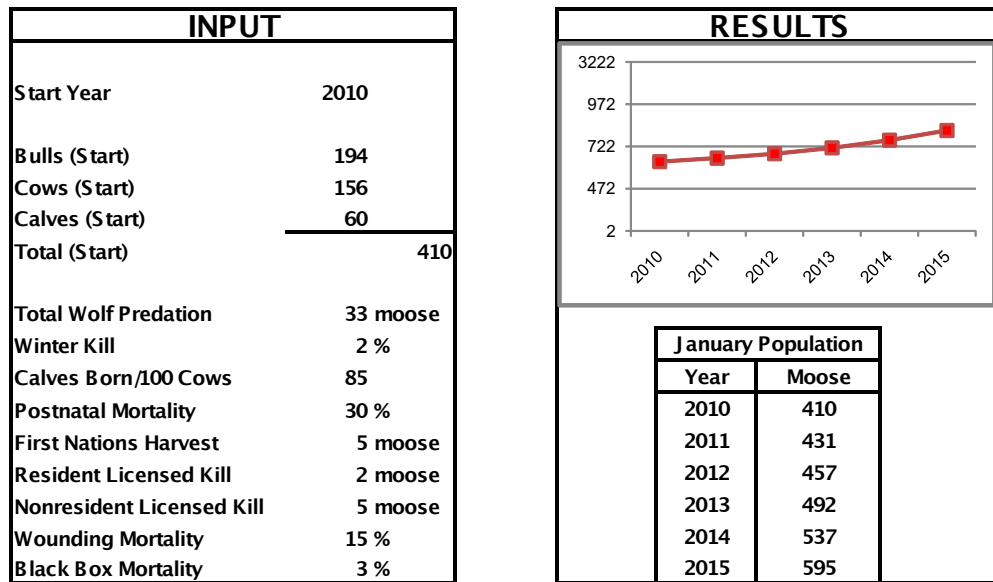 INPUT
Start Year 2010
Bulls (Start) 194
Cows (Start) 156
Calves (Start) 60
Total (Start) 410
Total Wolf Predation 33 moose
Winter Kill 2 %
Calves Born/100 Cows 85
Postnatal Mortality 30 %
First Nations Harvest 5 moose
Resident Licensed Kill 2 moose
Nonresident Licensed Kill 5 moose
Wounding Mortality 15 %
Black Box Mortality 3 %
RESULTS
3222
972
722
472
2
2010 2011 2012 2013 2014 2015
January Population
Year Moose
2010 410
2011 431
2012 457
2013 492
2014 537
2015 595